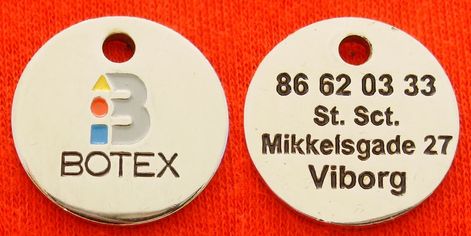 BOTEX
86 62 03 33
St. Sct.
Mikkelsgade 27
Viborg